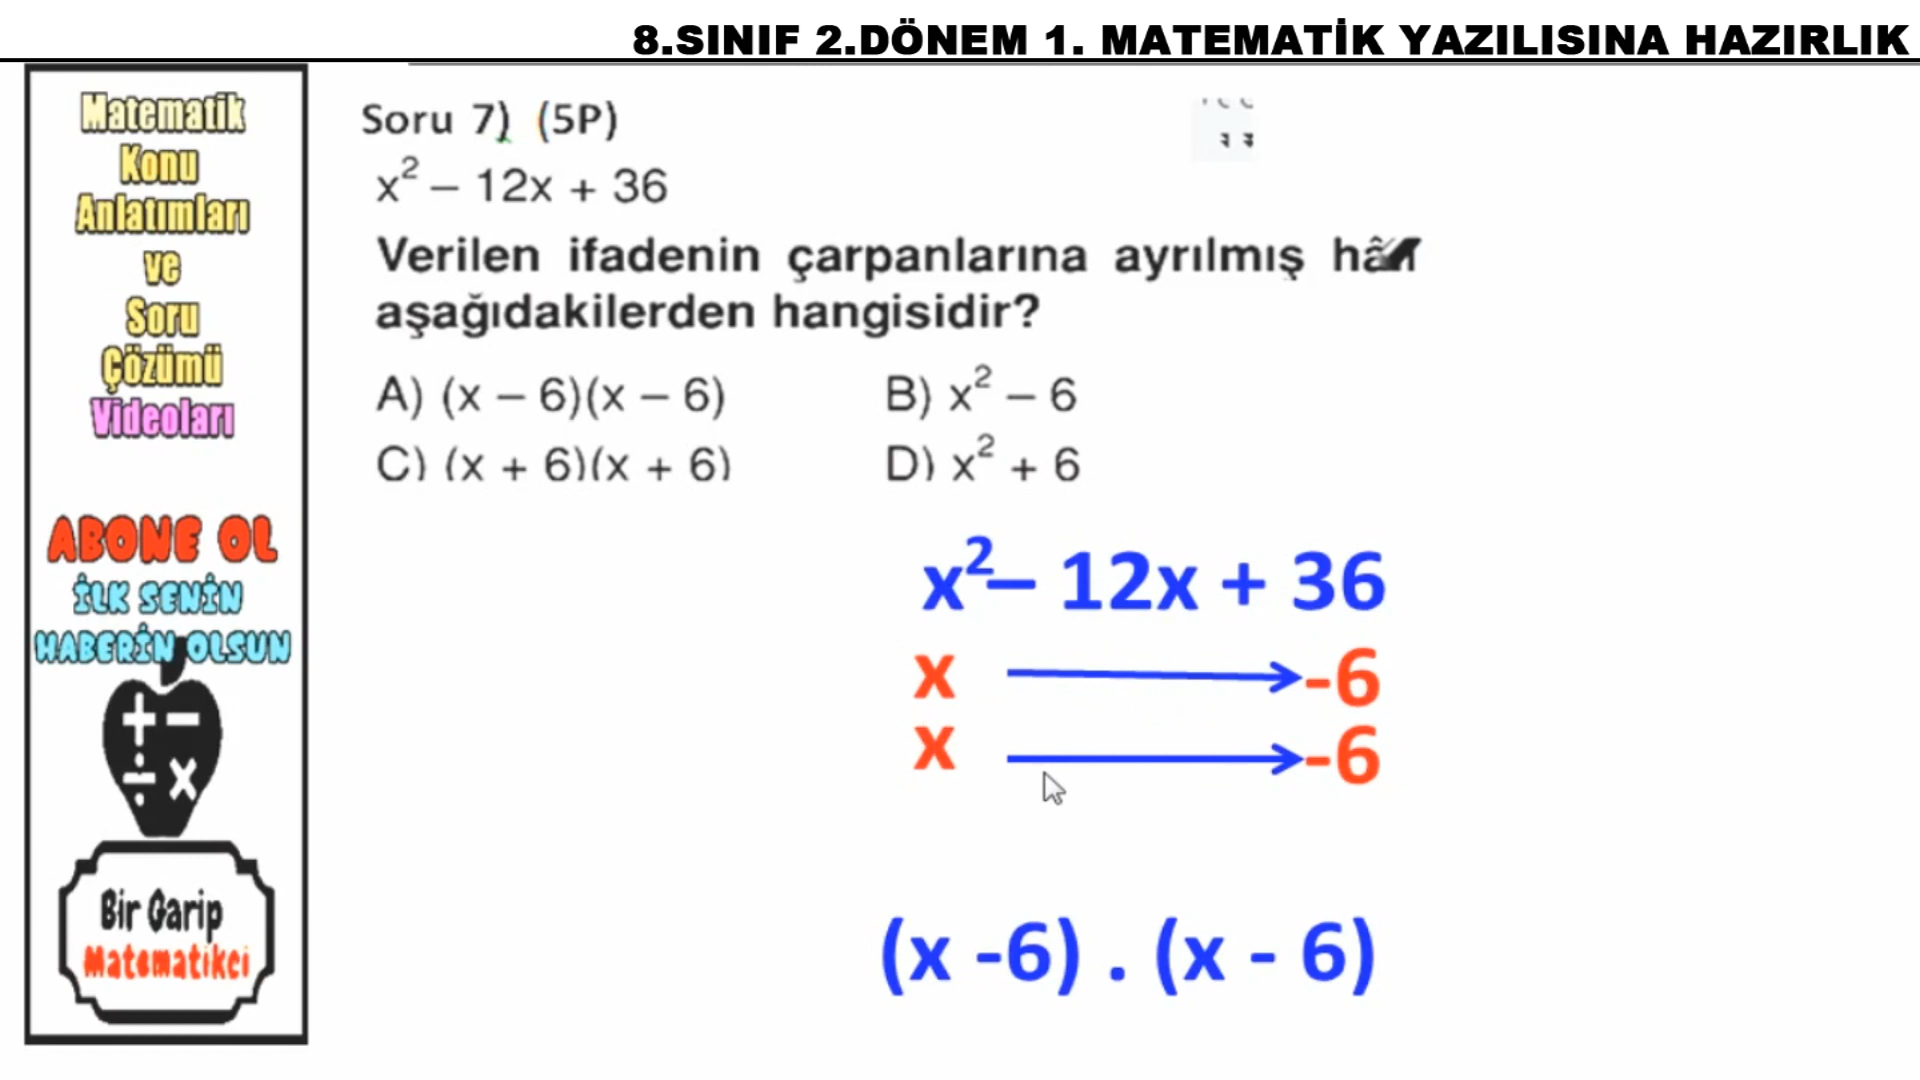 8.SINIF 2.DÖNEM 1. MATEMATİK YAZILISINA HAZIRLIK
Matematik
Konu
Anlatımları
ve
Soru
Çözümü
Videoları
ABONE OL
İLK SENİN
HABERİN OLSUN
+ −
÷ x
Bir Garip
Matematikci
Soru 7) (5P)
x² − 12x + 36
Verilen ifadenin çarpanlarına ayrılmış
aşağıdakilerden hangisidir?
A) (x − 6)(x − 6) B) x² − 6
C) (x + 6)(x + 6) D) x² + 6
x² − 12x + 36
x → -6
x → -6
(x -6) . (x - 6)